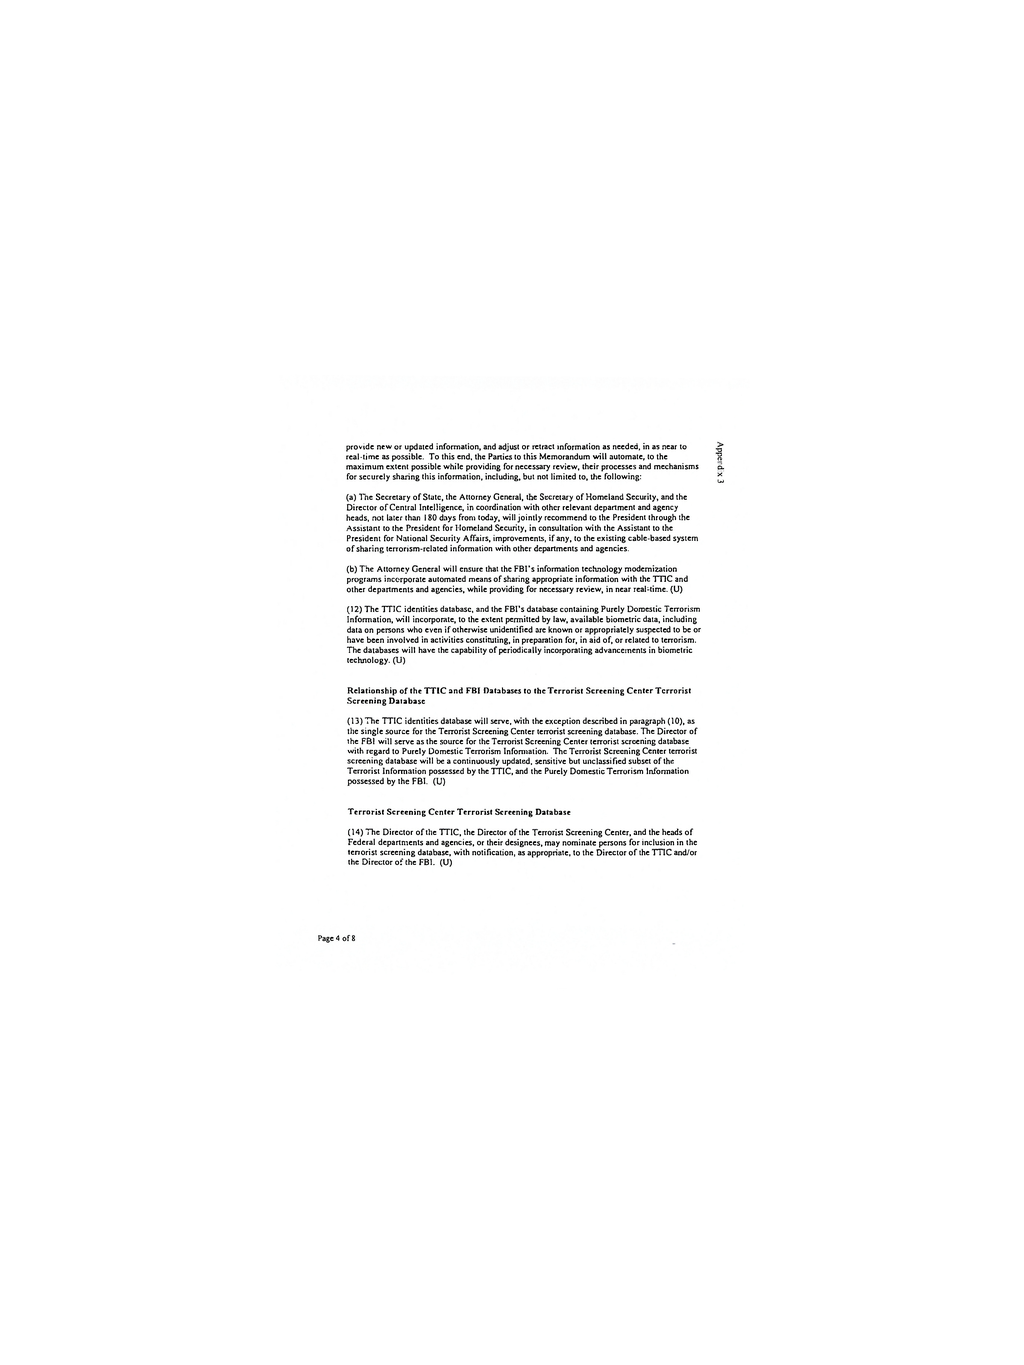 provide new or updated information, and adjust or retract information as needed, in as near to
real-time as possible. To this end, the Parties to this Memorandum will automate, to the
maximum extent possible while providing for necessary review, their processes and mechanisms
for securely sharing this information, including, but not limited to, the following:
(a) The Secretary of State, the Attorney General, the Secretary of Homeland Security, and the
Director of Central Intelligence, in coordination with other relevant department and agency
heads, not later than 180 days from today, will jointly recommend to the President through the
Assistant to the President for Homeland Security, in consultation with the Assistant to the
President for National Security Affairs, improvements, if any, to the existing cable-based system
of sharing terrorism-related information with other departments and agencies.
(b) The Attorney General will ensure that the FBI's information technology modernization
programs incorporate automated means of sharing appropriate information with the TTIC and
other departments and agencies, while providing for necessary review, in near real-time. (U)
(12) The TTIC identities database, and the FBI's database containing Purely Domestic Terrorism
Information, will incorporate, to the extent permitted by law, available biometric data, including
data on persons who even if otherwise unidentified are known or appropriately suspected to be or
have been involved in activities constituting, in preparation for, in aid of, or related to terrorism.
The databases will have the capability of periodically incorporating advancements in biometric
technology. (U)
Relationship of the TTIC and FBI Databases to the Terrorist Screening Center Terrorist
Screening Database
(13) The TTIC identities database will serve, with the exception described in paragraph (10), as
the single source for the Terrorist Screening Center terrorist screening database. The Director of
the FBI will serve as the source for the Terrorist Screening Center terrorist screening database
with regard to Purely Domestic Terrorism Information. The Terrorist Screening Center terrorist
screening database will be a continuously updated, sensitive but unclassified subset of the
Terrorist Information possessed by the TTIC, and the Purely Domestic Terrorism Information
possessed by the FBI. (U)
Terrorist Screening Center Terrorist Screening Database
(14) The Director of the TTIC, the Director of the Terrorist Screening Center, and the heads of
Federal departments and agencies, or their designees, may nominate persons for inclusion in the
terrorist screening database, with notification, as appropriate, to the Director of the TTIC and/or
the Director of the FBI. (U)
Page 4 of 8
Appendix 3